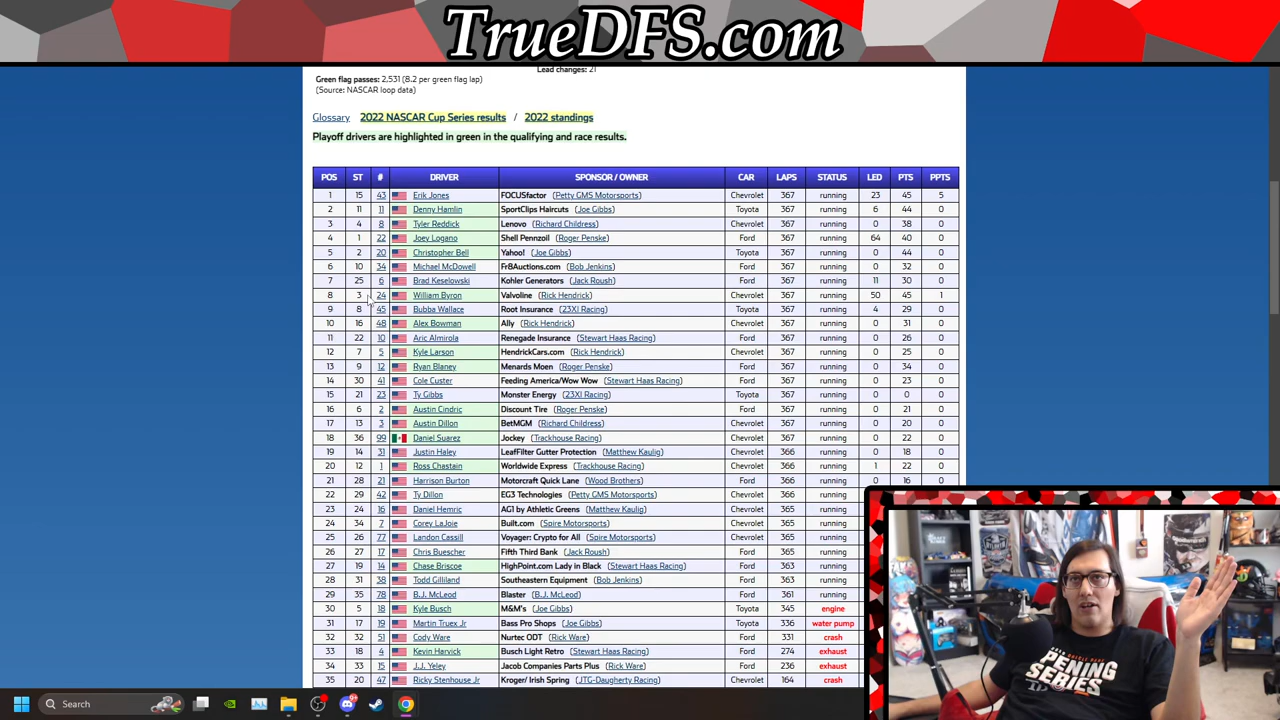 TrueDFS.com
Lead changes: 21
Green flag passes: 2,531 (8.2 per green flag lap)
(Source: NASCAR loop data)
Glossary 2022 NASCAR Cup Series results / 2022 standings
Playoff drivers are highlighted in green in the qualifying and race results.
POS ST # DRIVER SPONSOR / OWNER CAR LAPS STATUS LED PTS PPTS
1 15 43 Erik Jones FOCUSfactor (Petty GMS Motorsports) Chevrolet 367 running 23 45 5
2 11 11 Denny Hamlin SportClips Haircuts (Joe Gibbs) Toyota 367 running 6 44 0
3 4 8 Tyler Reddick Lenovo (Richard Childress) Chevrolet 367 running 0 38 0
4 1 22 Joey Logano Shell Pennzoil (Roger Penske) Ford 367 running 64 40 0
5 2 20 Christopher Bell Yahoo! (Joe Gibbs) Toyota 367 running 0 44 0
6 10 34 Michael McDowell Fr8Auctions.com (Bob Jenkins) Ford 367 running 0 32 0
7 25 6 Brad Keselowski Kohler Generators (Jack Roush) Ford 367 running 11 30 0
8 3 24 William Byron Valvoline (Rick Hendrick) Chevrolet 367 running 50 45 1
9 8 45 Bubba Wallace Root Insurance (23XI Racing) Toyota 367 running 4 29 0
10 16 48 Alex Bowman Ally (Rick Hendrick) Chevrolet 367 running 0 31 0
11 22 10 Aric Almirola Renegade Insurance (Stewart Haas Racing) Ford 367 running 0 26 0
12 7 5 Kyle Larson HendrickCars.com (Rick Hendrick) Chevrolet 367 running 0 25 0
13 9 12 Ryan Blaney Menards Moen (Roger Penske) Ford 367 running 0 34 0
14 30 41 Cole Custer Feeding America/Wow Wow (Stewart Haas Racing) Ford 367 running 0 23 0
15 21 23 Ty Gibbs Monster Energy (23XI Racing) Toyota 367 running 0 0 0
16 6 2 Austin Cindric Discount Tire (Roger Penske) Ford 367 running 0 21 0
17 13 3 Austin Dillon BetMGM (Richard Childress) Chevrolet 367 running 0 20 0
18 36 99 Daniel Suarez Jockey (Trackhouse Racing) Chevrolet 367 running 0 22 0
19 14 31 Justin Haley LeafFilter Gutter Protection (Matthew Kaulig) Chevrolet 366 running 0 18 0
20 12 1 Ross Chastain Worldwide Express (Trackhouse Racing) Chevrolet 366 running 1 22 0
21 28 21 Harrison Burton Motorcraft Quick Lane (Wood Brothers) Ford 366 running 0 16 0
22 29 42 Ty Dillon EG3 Technologies (Petty GMS Motorsports) Chevrolet 366 running
23 24 16 Daniel Hemric AG1 by Athletic Greens (Matthew Kaulig) Chevrolet 365 running
24 34 7 Corey LaJoie Built.com (Spire Motorsports) Chevrolet 365 running
25 26 77 Landon Cassill Voyager: Crypto for All (Spire Motorsports) Chevrolet 365 running
26 27 17 Chris Buescher Fifth Third Bank (Jack Roush) Ford 365 running
27 19 14 Chase Briscoe HighPoint.com Lady in Black (Stewart Haas Racing) Ford 363 running
28 31 38 Todd Gilliland Southeastern Equipment (Bob Jenkins) Ford 363 running
29 35 78 B.J. McLeod Blaster (B.J. McLeod) Ford 361 running
30 5 18 Kyle Busch M&M's (Joe Gibbs) Toyota 345 engine
31 17 19 Martin Truex Jr Bass Pro Shops (Joe Gibbs) Toyota 336 water pump
32 32 51 Cody Ware Nurtec ODT (Rick Ware) Ford 331 crash
33 18 4 Kevin Harvick Busch Light Retro (Stewart Haas Racing) Ford 274 exhaust
34 33 15 J.J. Yeley Jacob Companies Parts Plus (Rick Ware) Ford 236 exhaust
35 20 47 Ricky Stenhouse Jr Kroger/ Irish Spring (JTG-Daugherty Racing) Chevrolet 164 crash
SERIES
Search